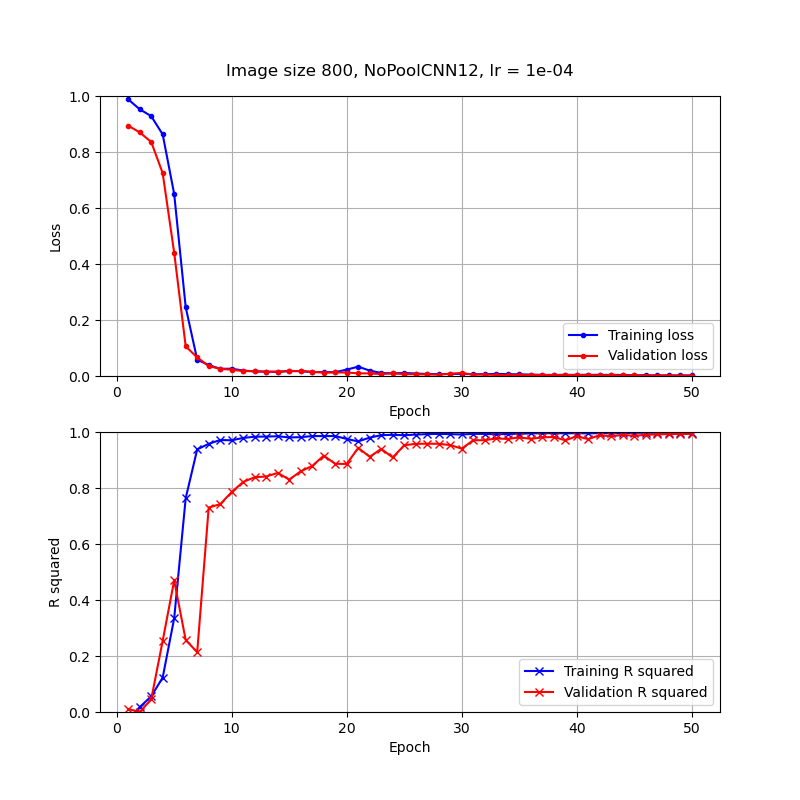 Image size 800, NoPoolCNN12, lr = 1e-04
1.0
0.8
0.6
0.4
0.2
0.0
Loss
0 10 20 30 40 50
Epoch
Training loss
Validation loss
1.0
0.8
0.6
0.4
0.2
0.0
R squared
0 10 20 30 40 50
Epoch
Training R squared
Validation R squared